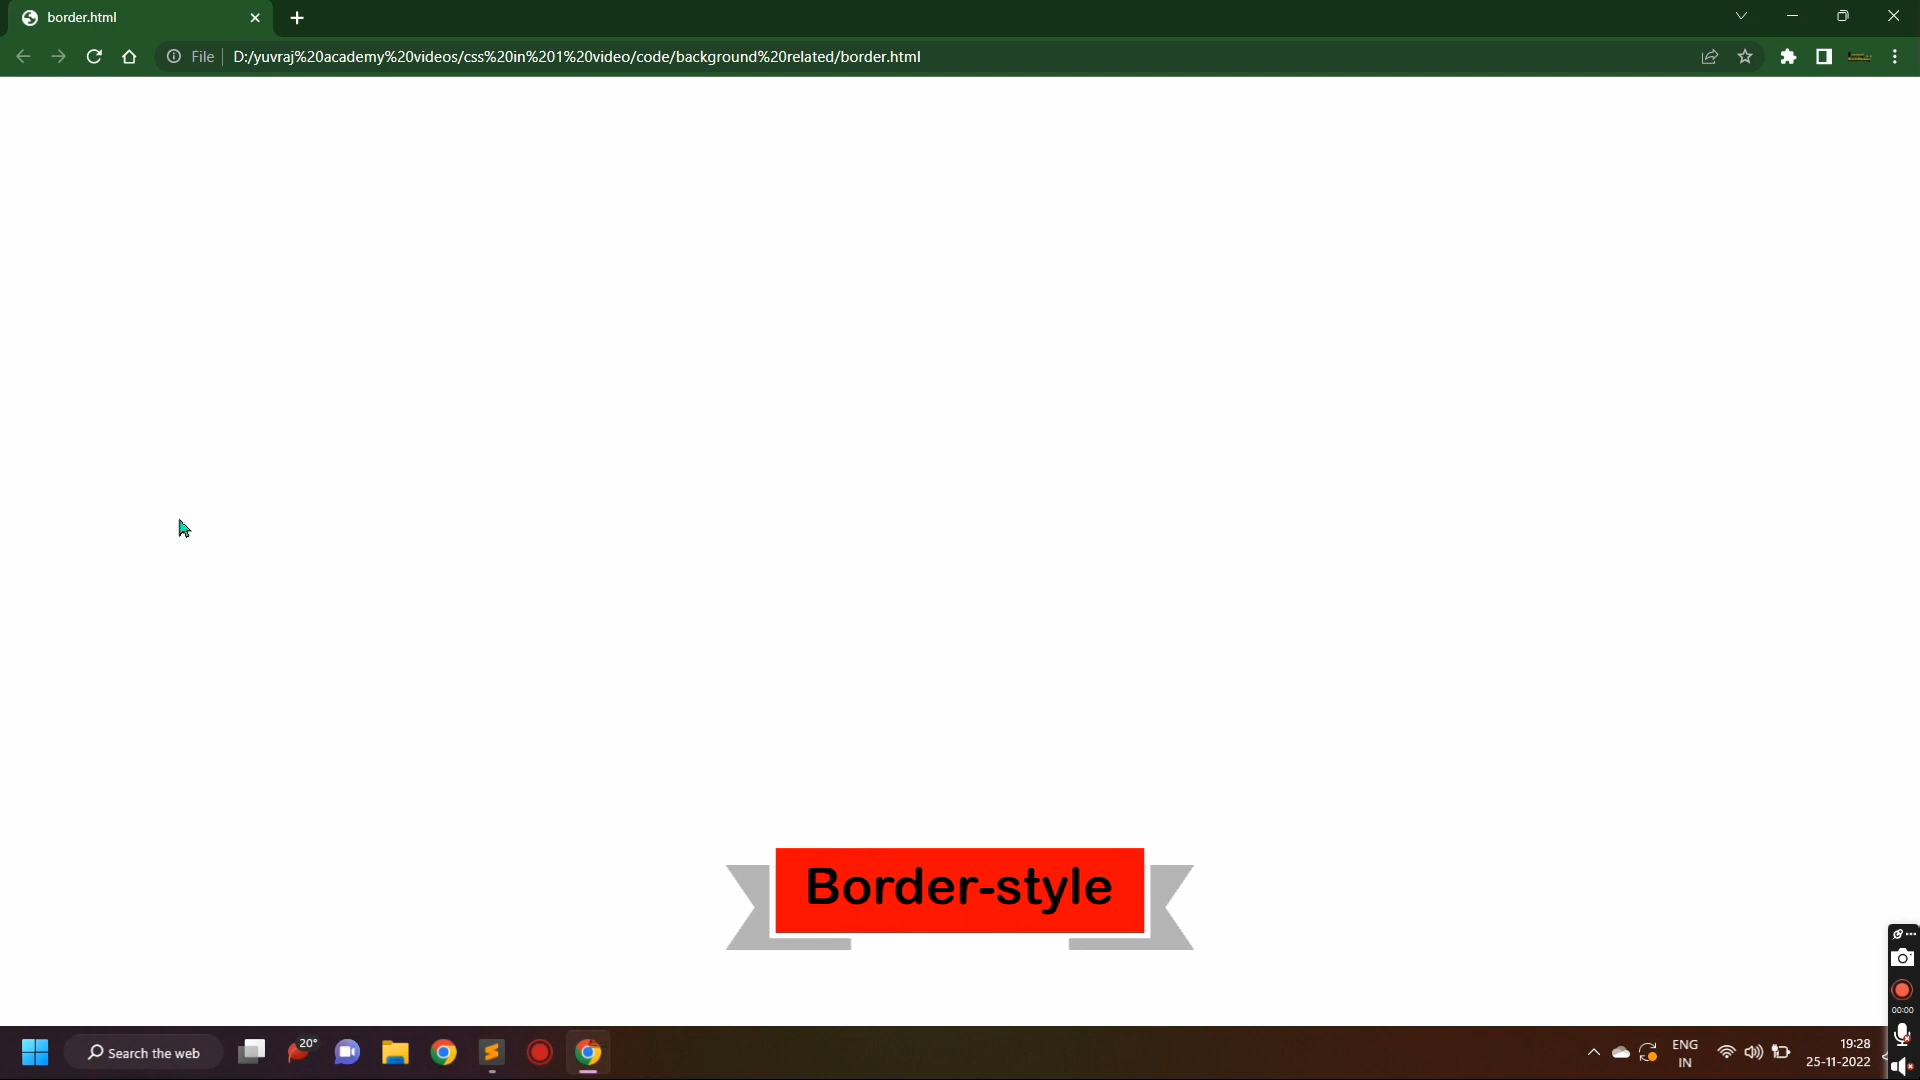 border.html
File D:/yuvraj%20academy%20videos/css%20in%201%20video/code/background%20related/border.html
Border-style
00:00
20°
Search the web
ENG
IN
19:28
25-11-2022